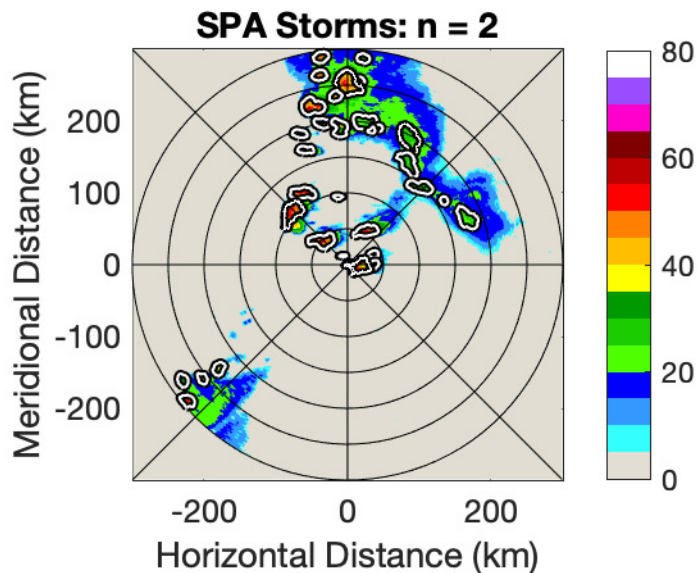 SPA Storms: n = 2
80
60
40
20
0
Meridional Distance (km)
200
100
0
-100
-200
-200 0 200
Horizontal Distance (km)